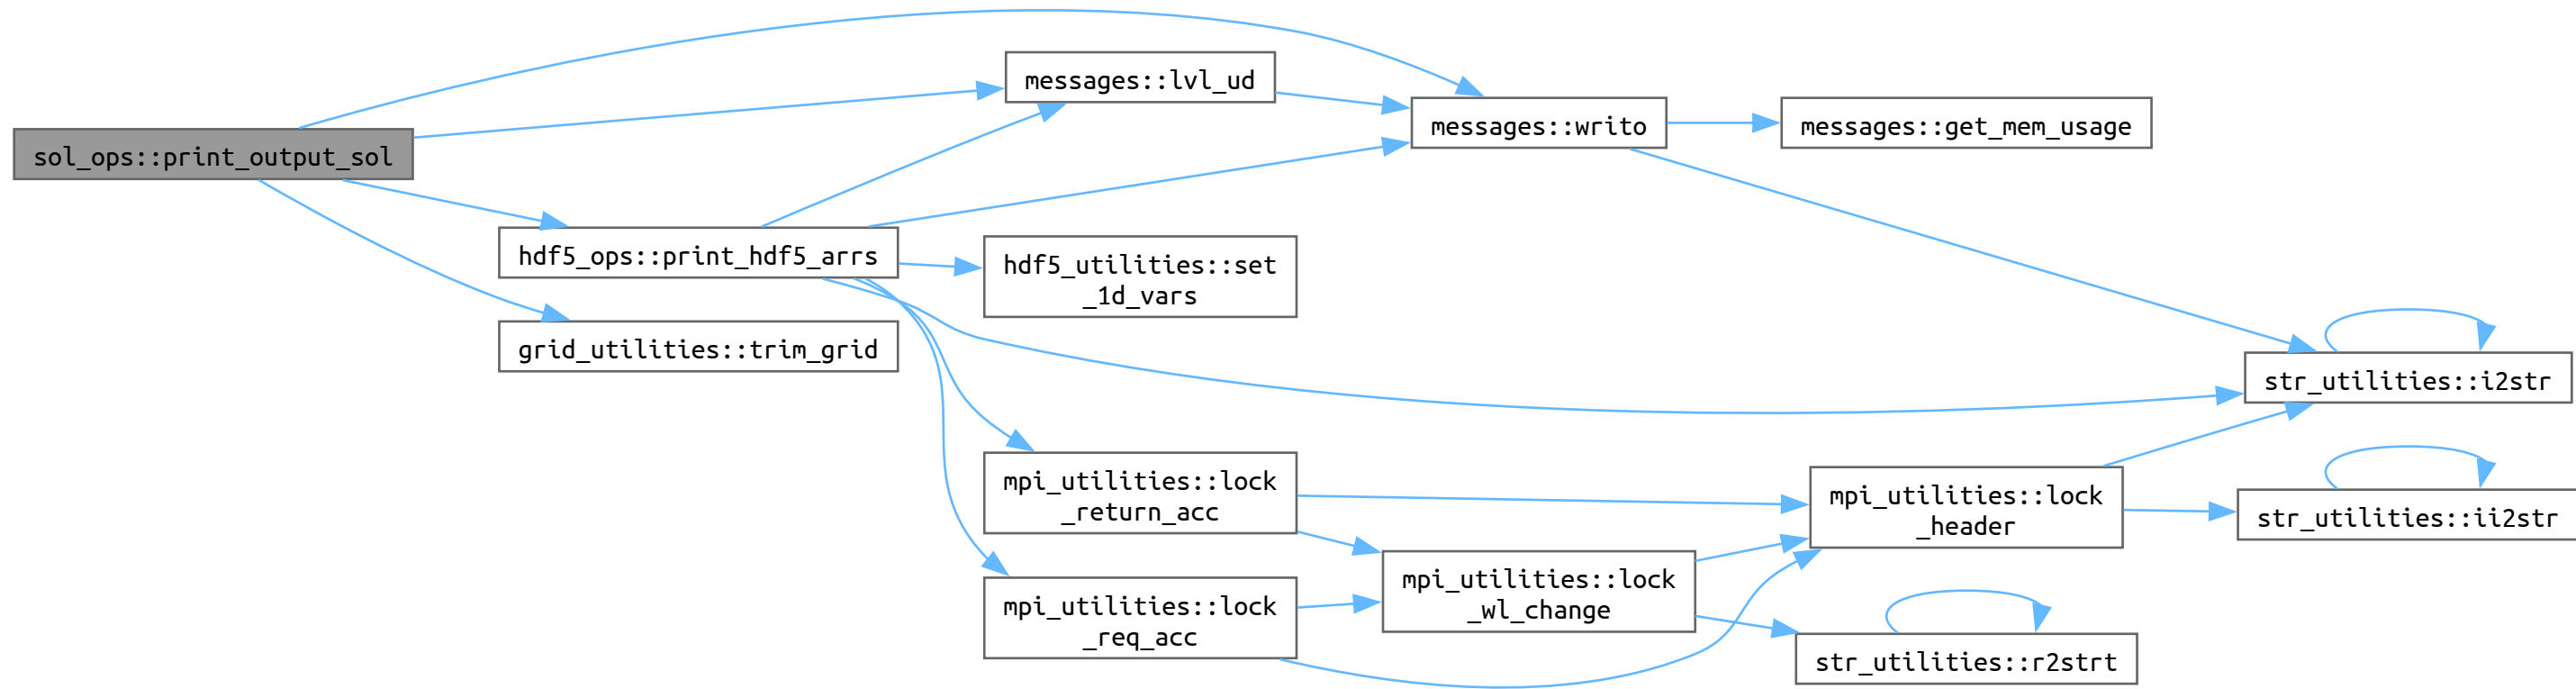 sol_ops::print_output_sol
messages::lvl_ud
messages::writo
messages::get_mem_usage
hdf5_ops::print_hdf5_arrs
hdf5_utilities::set
_1d_vars
grid_utilities::trim_grid
str_utilities::i2str
mpi_utilities::lock
_return_acc
mpi_utilities::lock
_header
str_utilities::ii2str
mpi_utilities::lock
_req_acc
mpi_utilities::lock
_wl_change
str_utilities::r2strt